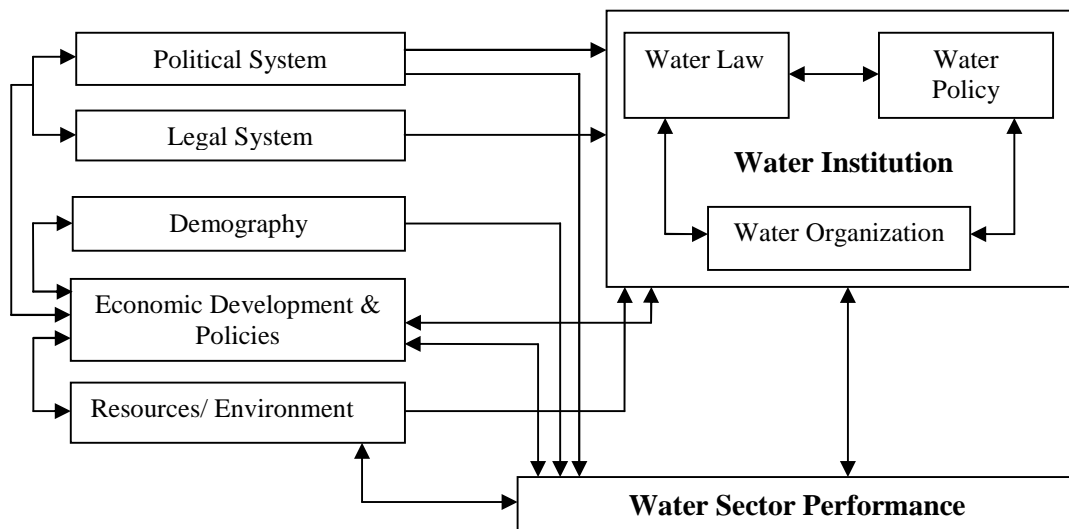 Political System
Legal System
Demography
Economic Development &
Policies
Resources/ Environment
Water Law
Water
Policy
Water Institution
Water Organization
Water Sector Performance